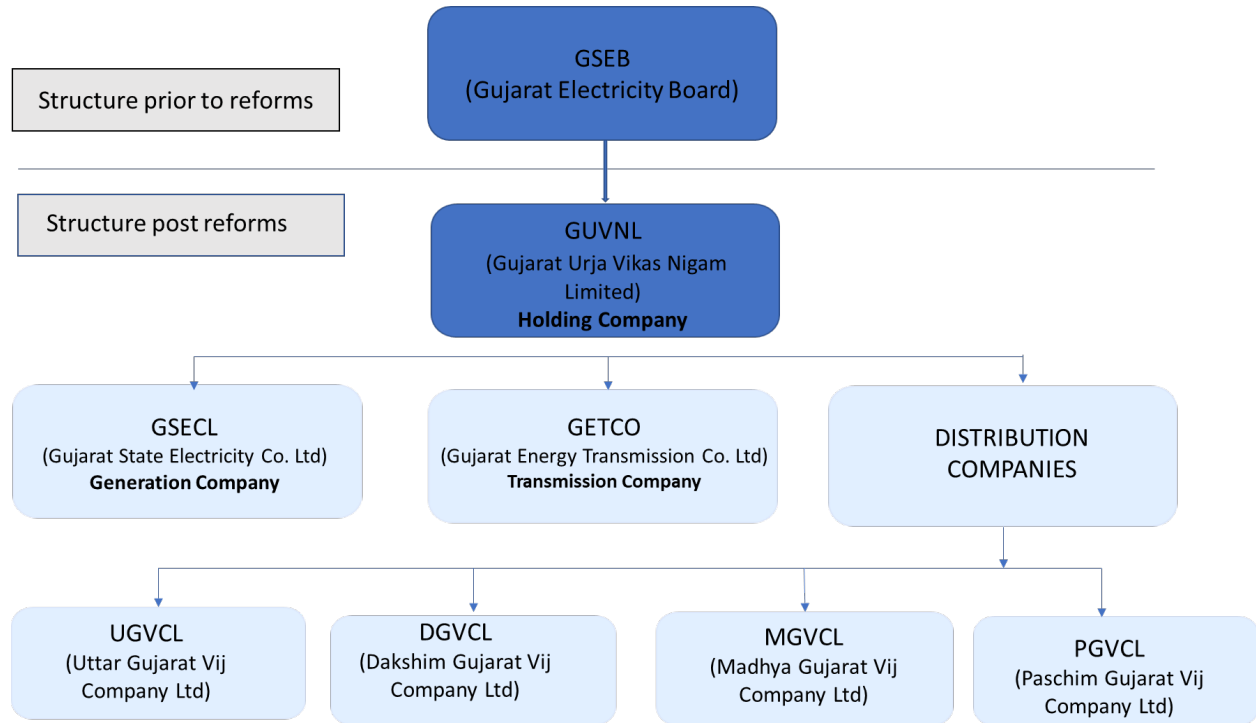 GSEB
(Gujarat Electricity Board)
Structure prior to reforms
Structure post reforms
GUVNL
(Gujarat Urja Vikas Nigam
Limited)
Holding Company
GSECL
(Gujarat State Electricity Co. Ltd)
Generation Company
GETCO
(Gujarat Energy Transmission Co. Ltd)
Transmission Company
DISTRIBUTION
COMPANIES
UGVCL
(Uttar Gujarat Vij
Company Ltd)
DGVCL
(Dakshim Gujarat Vij
Company Ltd)
MGVCL
(Madhya Gujarat Vij
Company Ltd)
PGVCL
(Paschim Gujarat Vij
Company Ltd)